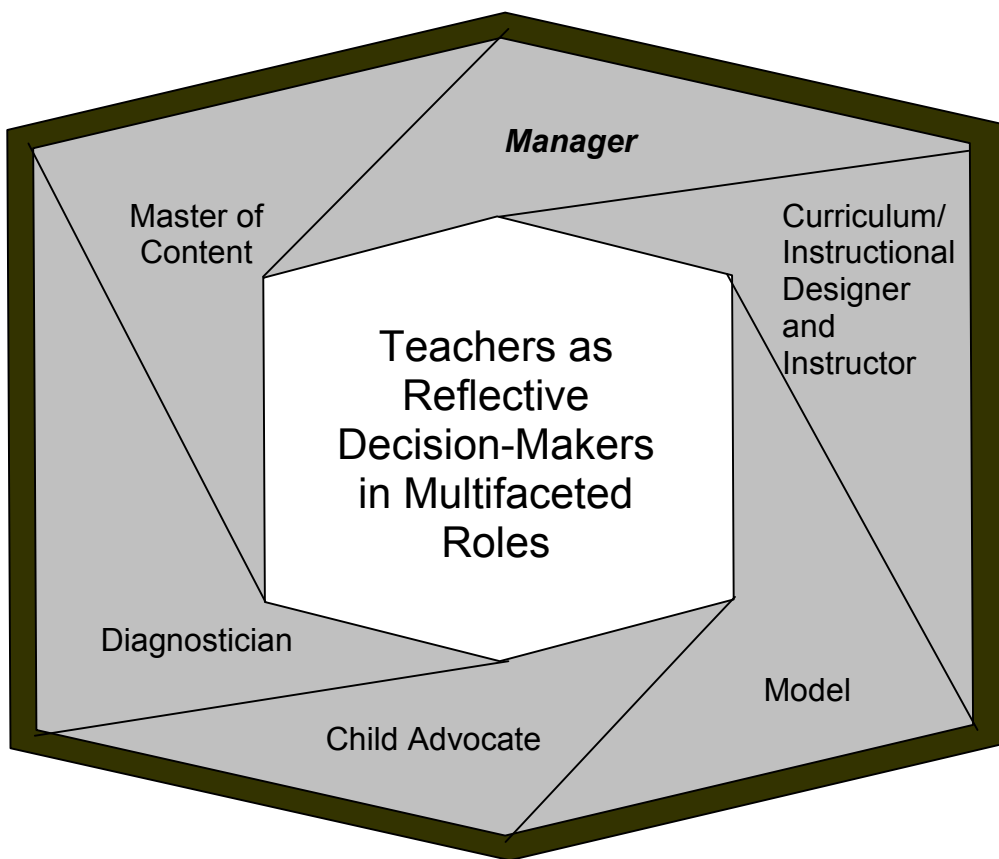 Manager
Master of
Content
Curriculum/
Instructional
Designer
and
Instructor
Teachers as
Reflective
Decision-Makers
in Multifaceted
Roles
Diagnostician
Model
Child Advocate